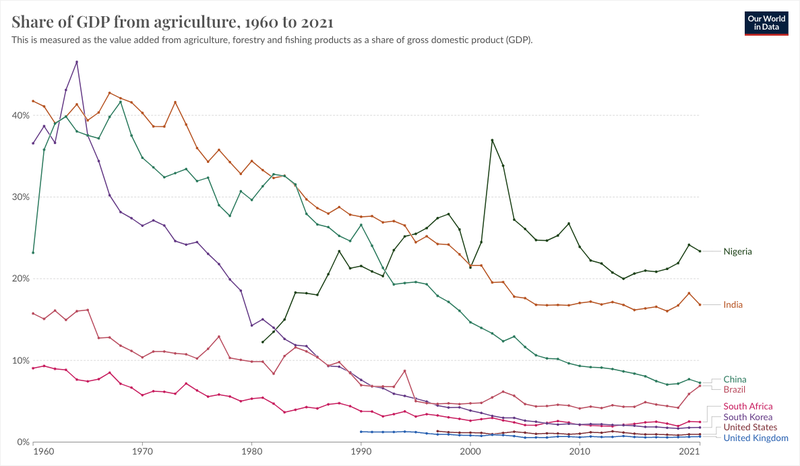 Share of GDP from agriculture, 1960 to 2021
This is measured as the value added from agriculture, forestry and fishing products as a share of gross domestic product (GDP).
Our World
in Data
40%
30%
20%
10%
0%
1960
1970
1980
1990
2000
2010
2021
Nigeria
India
China
Brazil
South Africa
South Korea
United States
United Kingdom